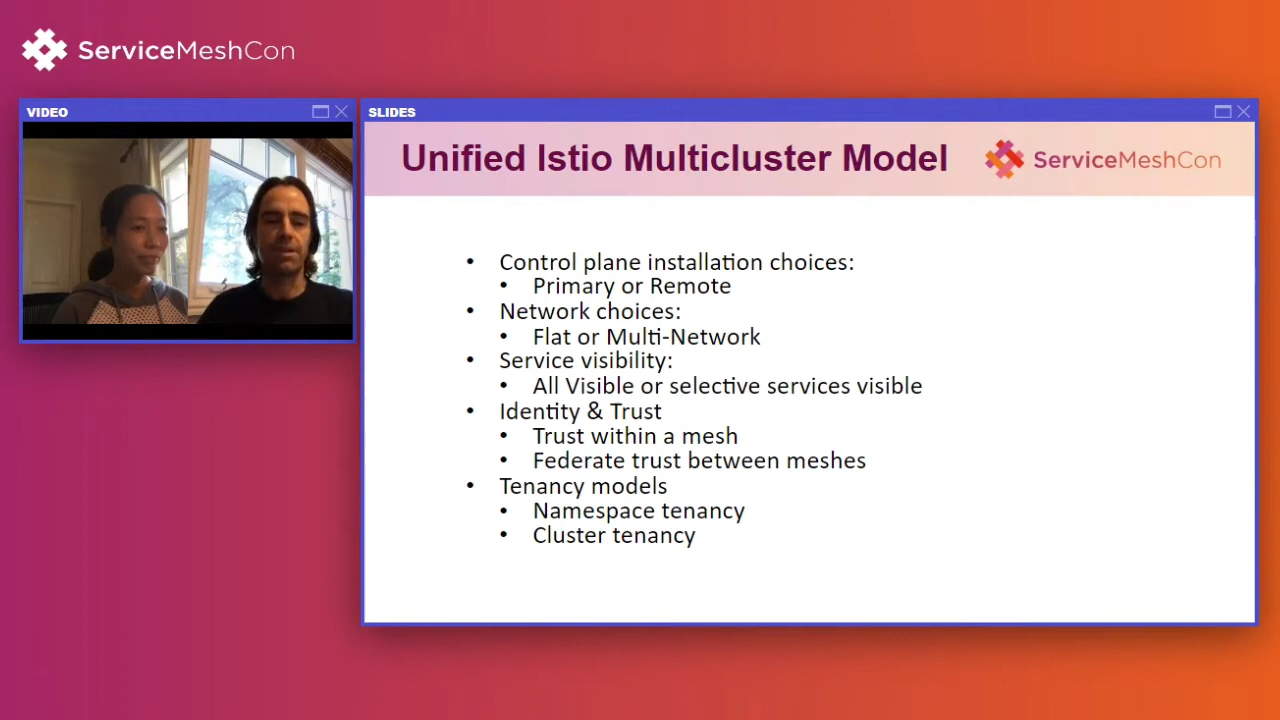 ServiceMeshCon
VIDEO
SLIDES
Unified Istio Multicluster Model
ServiceMeshCon
• Control plane installation choices:
• Primary or Remote
• Network choices:
• Flat or Multi-Network
• Service visibility:
• All Visible or selective services visible
• Identity & Trust
• Trust within a mesh
• Federate trust between meshes
• Tenancy models
• Namespace tenancy
• Cluster tenancy